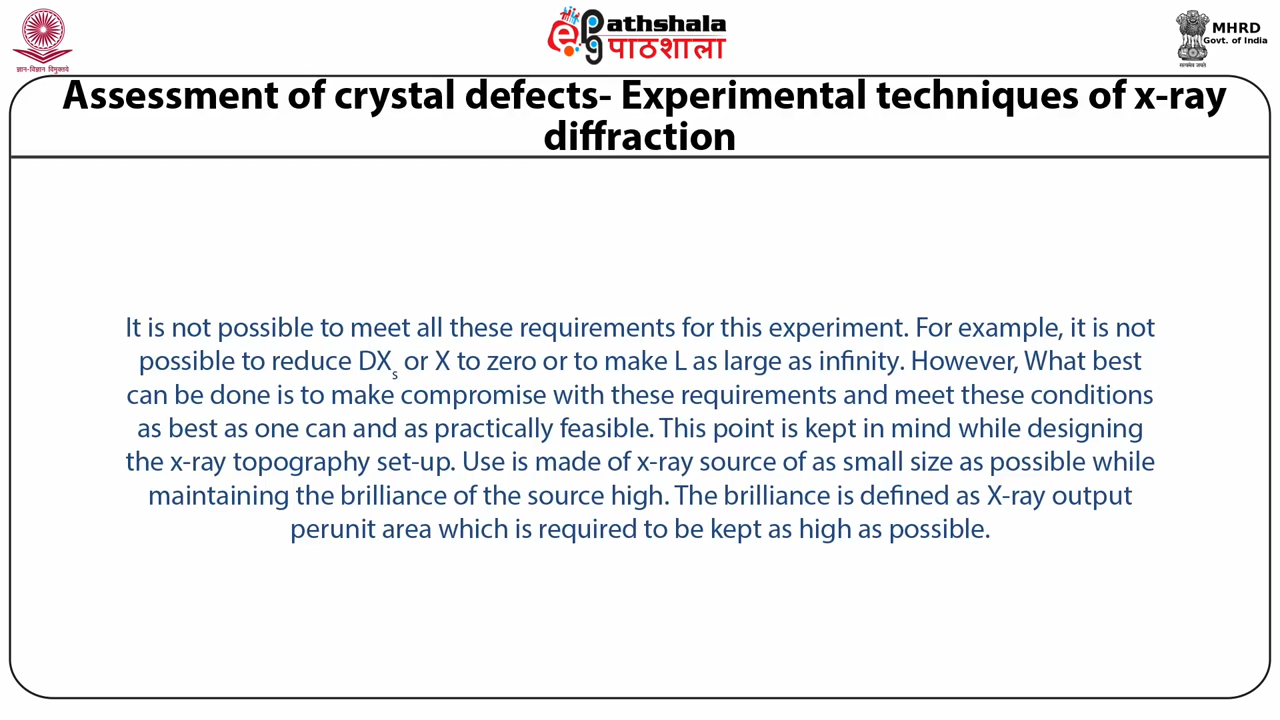 ज्ञान-विज्ञान विमुक्तये
ePG Pathshala
पाठशाला
MHRD
Govt. of India
सत्यमेव जयते
Assessment of crystal defects- Experimental techniques of x-ray
diffraction
It is not possible to meet all these requirements for this experiment. For example, it is not
possible to reduce DXs or X to zero or to make L as large as infinity. However, What best
can be done is to make compromise with these requirements and meet these conditions
as best as one can and as practically feasible. This point is kept in mind while designing
the x-ray topography set-up. Use is made of x-ray source of as small size as possible while
maintaining the brilliance of the source high. The brilliance is defined as X-ray output
perunit area which is required to be kept as high as possible.